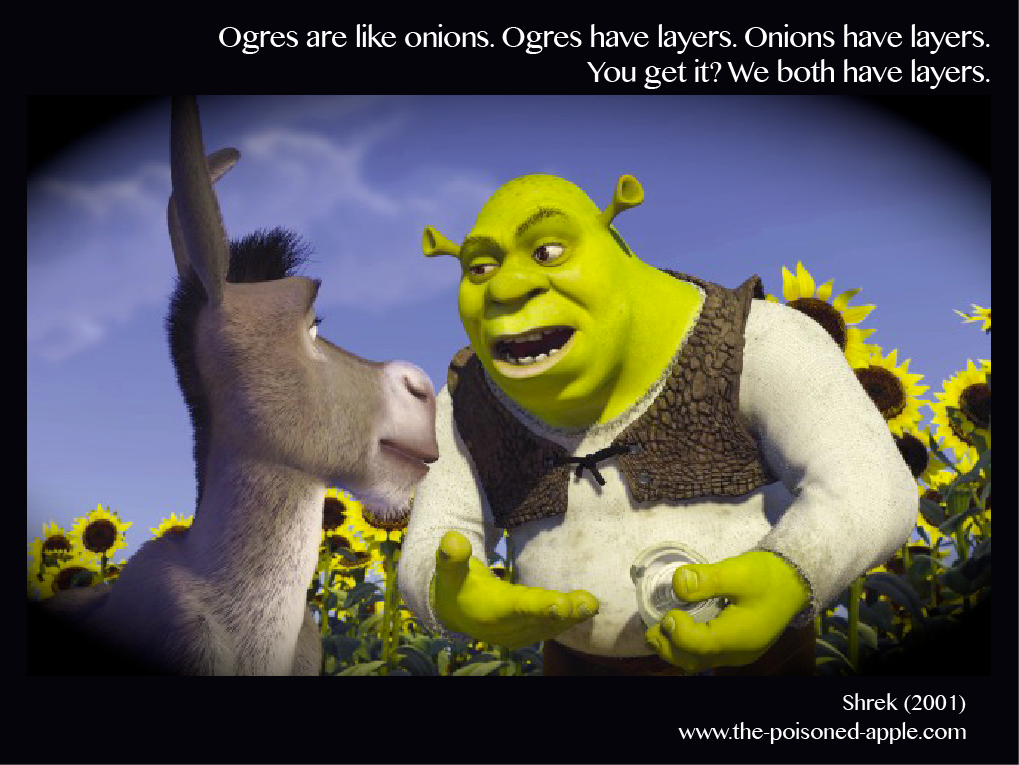 Ogres are like onions. Ogres have layers. Onions have layers.
You get it? We both have layers.
Shrek (2001)
www.the-poisoned-apple.com